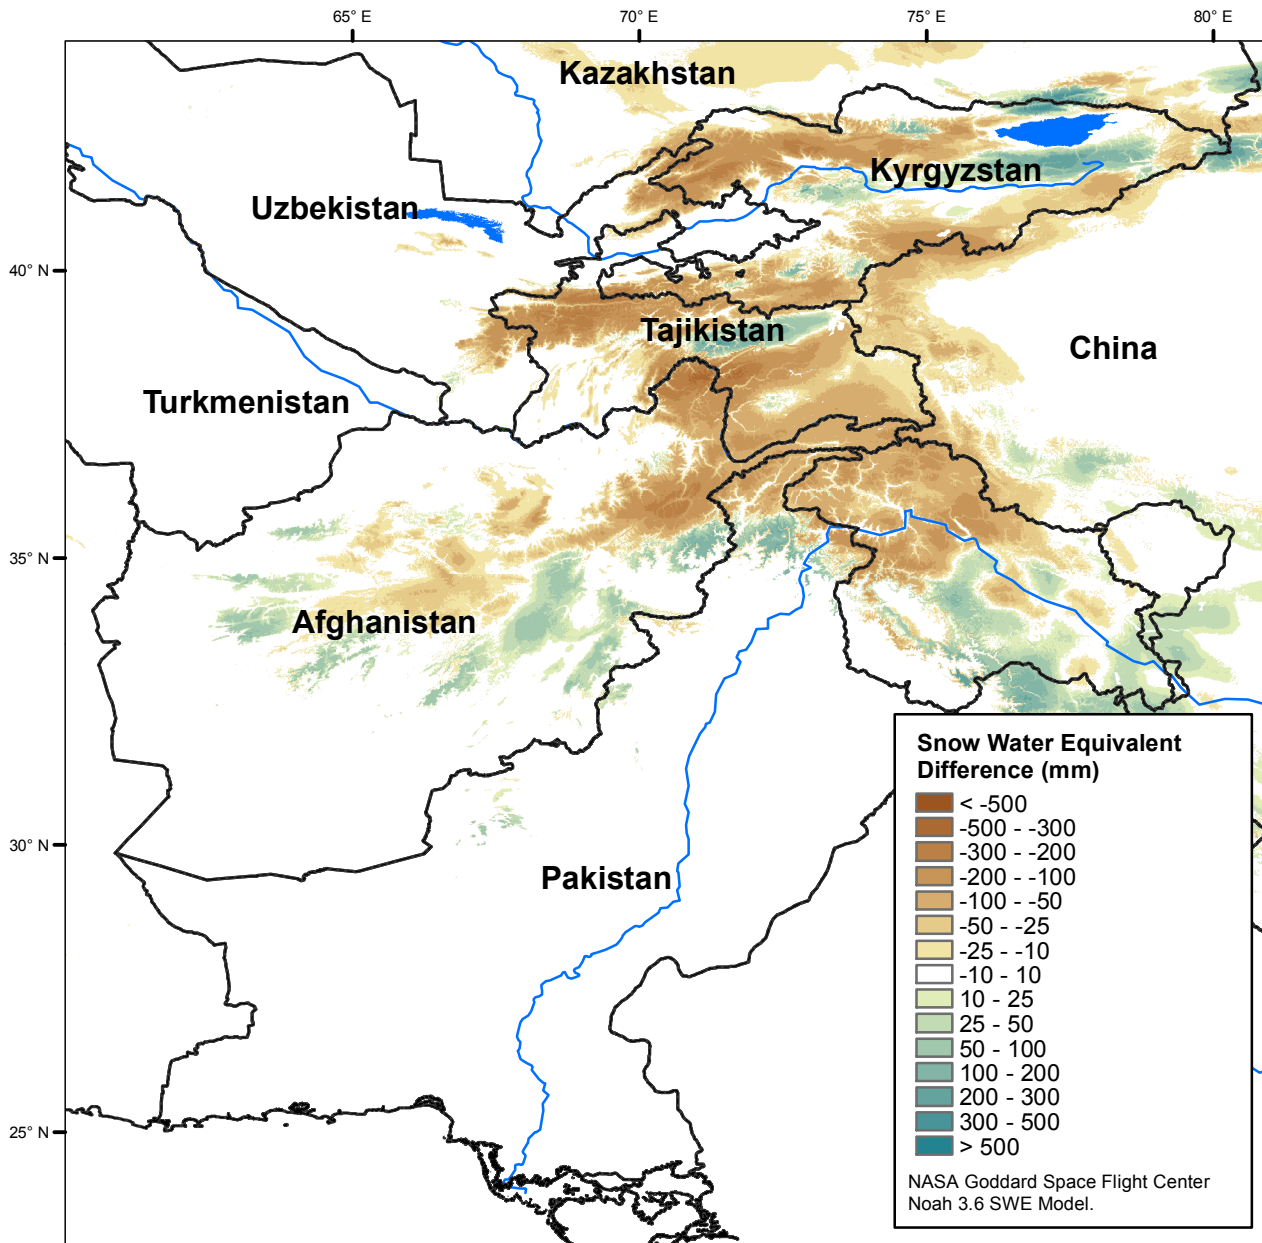 65° E
70° E
75° E
80° E
Kazakhstan
Kyrgyzstan
Uzbekistan
40° N
Tajikistan
China
Turkmenistan
35° N
Afghanistan
Snow Water Equivalent
Difference (mm)
< -500
-500 - -300
-300 - -200
-200 - -100
-100 - -50
-50 - -25
-25 - -10
-10 - 10
10 - 25
25 - 50
50 - 100
100 - 200
200 - 300
300 - 500
> 500
30° N
Pakistan
25° N
NASA Goddard Space Flight Center
Noah 3.6 SWE Model.